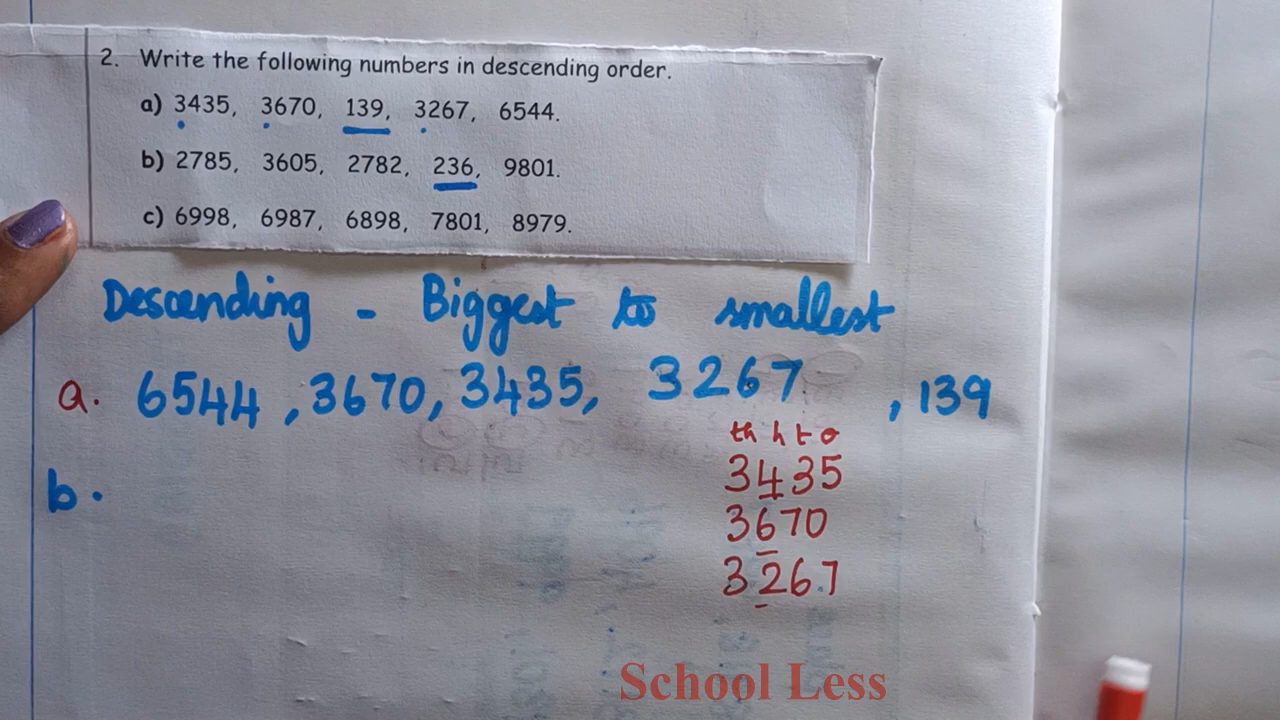 2. Write the following numbers in descending order.
a) 3435, 3670, 139, 3267, 6544.
b) 2785, 3605, 2782, 236, 9801.
c) 6998, 6987, 6898, 7801, 8979.
Descending - Biggest to smallest
a. 6544, 3670, 3435, 3267, 139
th h t o
3435
b.
3670
3267
School Less